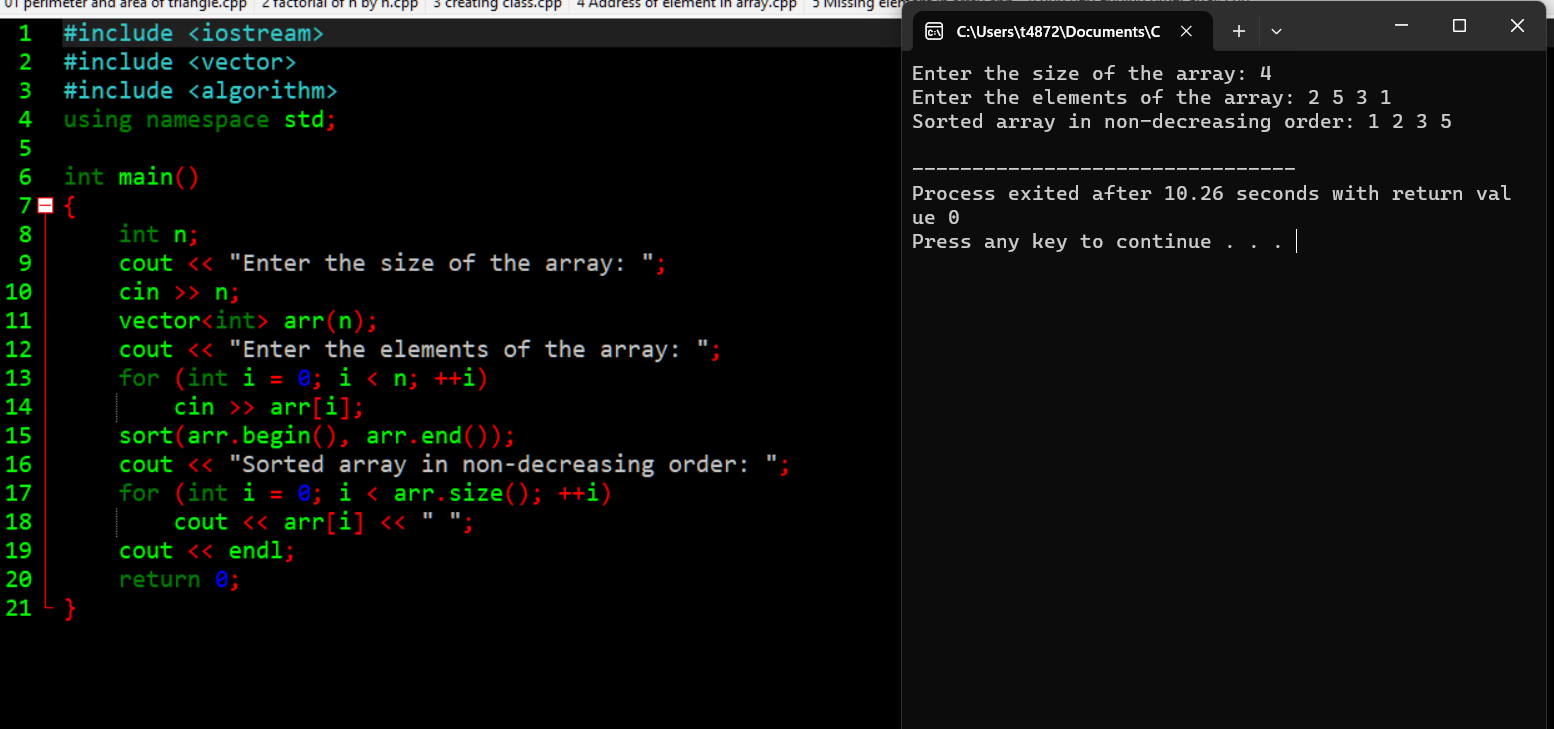 01 perimeter and area of triangle.cpp 2 factorial of n by n.cpp 3 creating class.cpp 4 Address of element in array.cpp 5 Missing
1 #include <iostream>
2 #include <vector>
3 #include <algorithm>
4 using namespace std;
5
6 int main()
7 {
8 int n;
9 cout << "Enter the size of the array: ";
10 cin >> n;
11 vector<int> arr(n);
12 cout << "Enter the elements of the array: ";
13 for (int i = 0; i < n; ++i)
14 cin >> arr[i];
15 sort(arr.begin(), arr.end());
16 cout << "Sorted array in non-decreasing order: ";
17 for (int i = 0; i < arr.size(); ++i)
18 cout << arr[i] << " ";
19 cout << endl;
20 return 0;
21 }
C:\Users\t4872\Documents\C
Enter the size of the array: 4
Enter the elements of the array: 2 5 3 1
Sorted array in non-decreasing order: 1 2 3 5
--------------------------------
Process exited after 10.26 seconds with return val
ue 0
Press any key to continue . . .